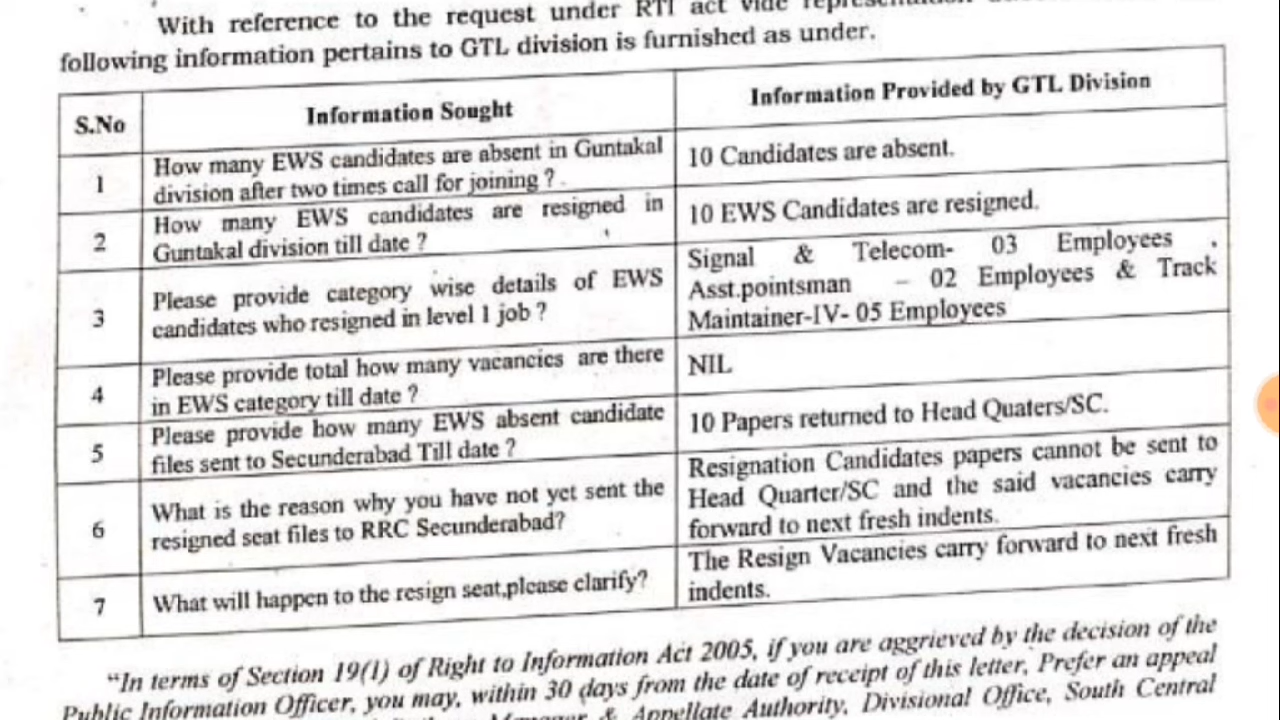 With reference to the request under RTI act vide
following information pertains to GTL division is furnished as under.
S.No
Information Sought
Information Provided by GTL Division
1
How many EWS candidates are absent in Guntakal
division after two times call for joining ?
10 Candidates are absent.
2
How many EWS candidates are resigned in
Guntakal division till date ?
10 EWS Candidates are resigned.
3
Please provide category wise details of EWS
candidates who resigned in level 1 job ?
Signal & Telecom- 03 Employees
Asst.pointsman – 02 Employees & Track
Maintainer-IV- 05 Employees
4
Please provide total how many vacancies are there
in EWS category till date ?
NIL
5
Please provide how many EWS absent candidate
files sent to Secunderabad Till date ?
10 Papers returned to Head Quaters/SC.
6
What is the reason why you have not yet sent the
resigned seat files to RRC Secunderabad?
Resignation Candidates papers cannot be sent to
Head Quarter/SC and the said vacancies carry
forward to next fresh indents.
7
What will happen to the resign seat,please clarify?
The Resign Vacancies carry forward to next fresh
indents.
"In terms of Section 19(1) of Right to Information Act 2005, if you are aggrieved by the decision of the
Public Information Officer, you may, within 30 days from the date of receipt of this letter, Prefer an appeal
& Appellate Authority, Divisional Office, South Central